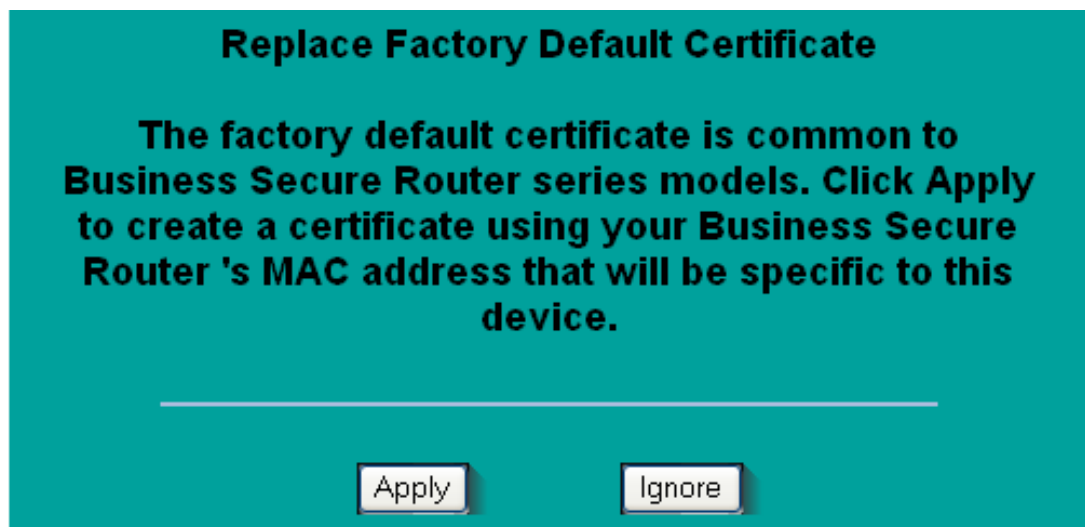 Replace Factory Default Certificate
The factory default certificate is common to
Business Secure Router series models. Click Apply
to create a certificate using your Business Secure
Router 's MAC address that will be specific to this
device.
Apply
Ignore